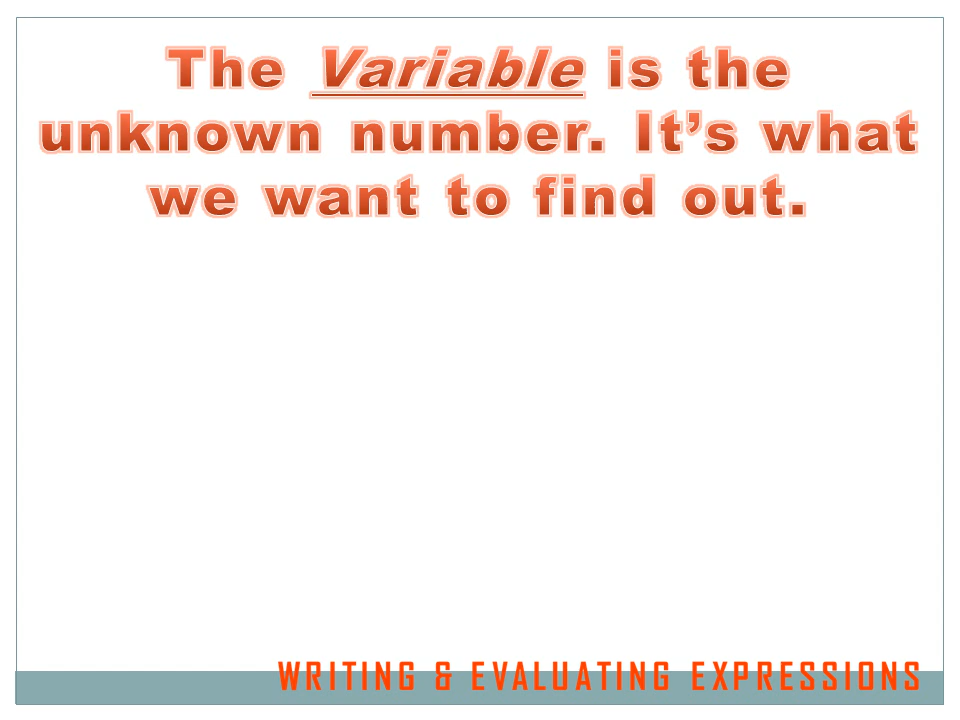 The Variable is the
unknown number. It’s what
we want to find out.
WRITING & EVALUATING EXPRESSIONS